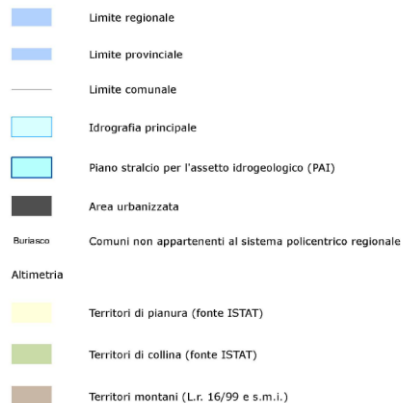 Limite regionale
Limite provinciale
Limite comunale
Idrografia principale
Piano stralcio per l'assetto idrogeologico (PAI)
Area urbanizzata
Buriasco Comuni non appartenenti al sistema policentrico regionale
Altimetria
Territori di pianura (fonte ISTAT)
Territori di collina (fonte ISTAT)
Territori montani (L.r. 16/99 e s.m.i.)